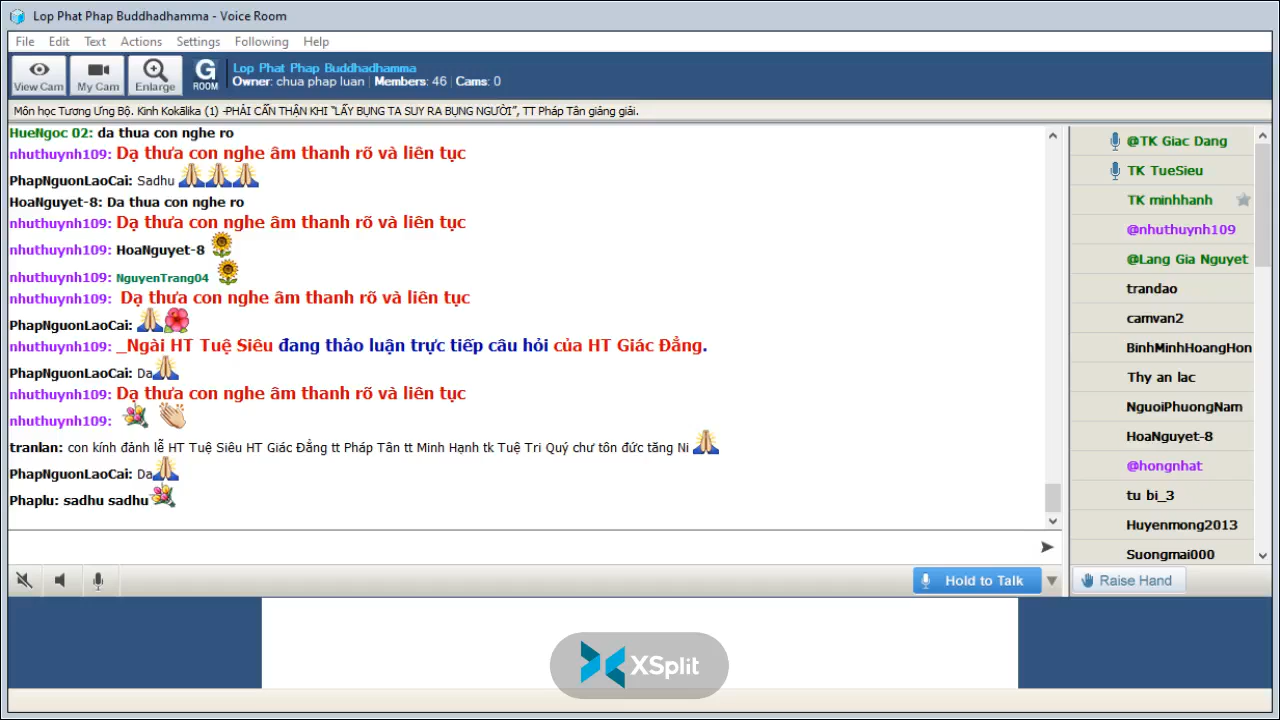 Lop Phat Phap Buddhadhamma - Voice Room
File Edit Text Actions Settings Following Help
View Cam My Cam Enlarge G ROOM
Lop Phat Phap Buddhadhamma
Owner: chua phap luan | Members: 46 | Cams: 0
Môn học Tương Ưng Bộ. Kinh Kokālika (1) -PHẢI CẨN THẬN KHI "LẤY BỤNG TA SUY RA BỤNG NGƯỜI", TT Pháp Tân giảng giải.
HueNgoc 02: da thua con nghe ro
nhuthuynh109: Dạ thưa con nghe âm thanh rõ và liên tục
PhapNguonLaoCai: Sadhu
HoaNguyet-8: Da thua con nghe ro
nhuthuynh109: Dạ thưa con nghe âm thanh rõ và liên tục
nhuthuynh109: HoaNguyet-8
nhuthuynh109: NguyenTrang04
nhuthuynh109: Dạ thưa con nghe âm thanh rõ và liên tục
PhapNguonLaoCai:
nhuthuynh109: _Ngài HT Tuệ Siêu đang thảo luận trực tiếp câu hỏi của HT Giác Đẳng.
PhapNguonLaoCai: Da
nhuthuynh109: Dạ thưa con nghe âm thanh rõ và liên tục
nhuthuynh109:
tranlan: con kính đảnh lễ HT Tuệ Siêu HT Giác Đẳng tt Pháp Tân tt Minh Hạnh tk Tuệ Tri Quý chư tôn đức tăng Ni
PhapNguonLaoCai: Da
Phaplu: sadhu sadhu
@TK Giac Dang
TK TueSieu
TK minhhanh
@nhuthuynh109
@Lang Gia Nguyet
trandao
camvan2
BinhMinhHoangHon
Thy an lac
NguoiPhuongNam
HoaNguyet-8
@hongnhat
tu bi_3
Huyenmong2013
Suongmai000
Hold to Talk
Raise Hand
XSplit